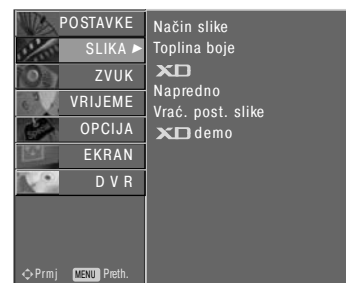 POSTAVKE
SLIKA ►
ZVUK
VRIJEME
OPCIJA
EKRAN
D V R
Način slike
Toplina boje
XD
Napredno
Vrać. post. slike
XD demo
Prmj MENU Preth.